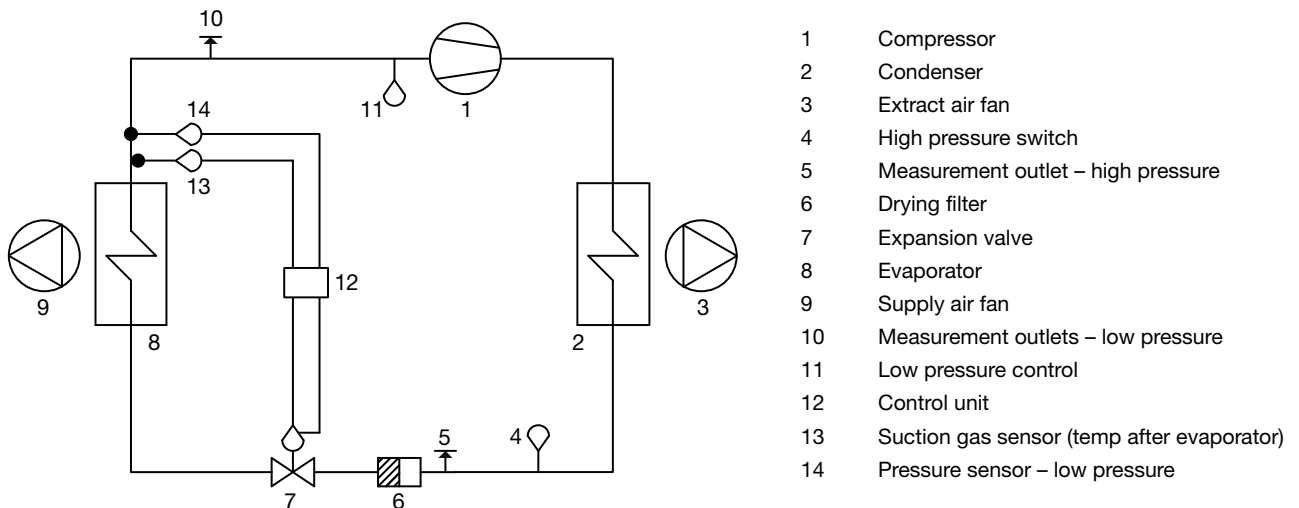 10
11
1
14
13
12
9
8
2
3
7
6
5
4
1 Compressor
2 Condenser
3 Extract air fan
4 High pressure switch
5 Measurement outlet – high pressure
6 Drying filter
7 Expansion valve
8 Evaporator
9 Supply air fan
10 Measurement outlets – low pressure
11 Low pressure control
12 Control unit
13 Suction gas sensor (temp after evaporator)
14 Pressure sensor – low pressure